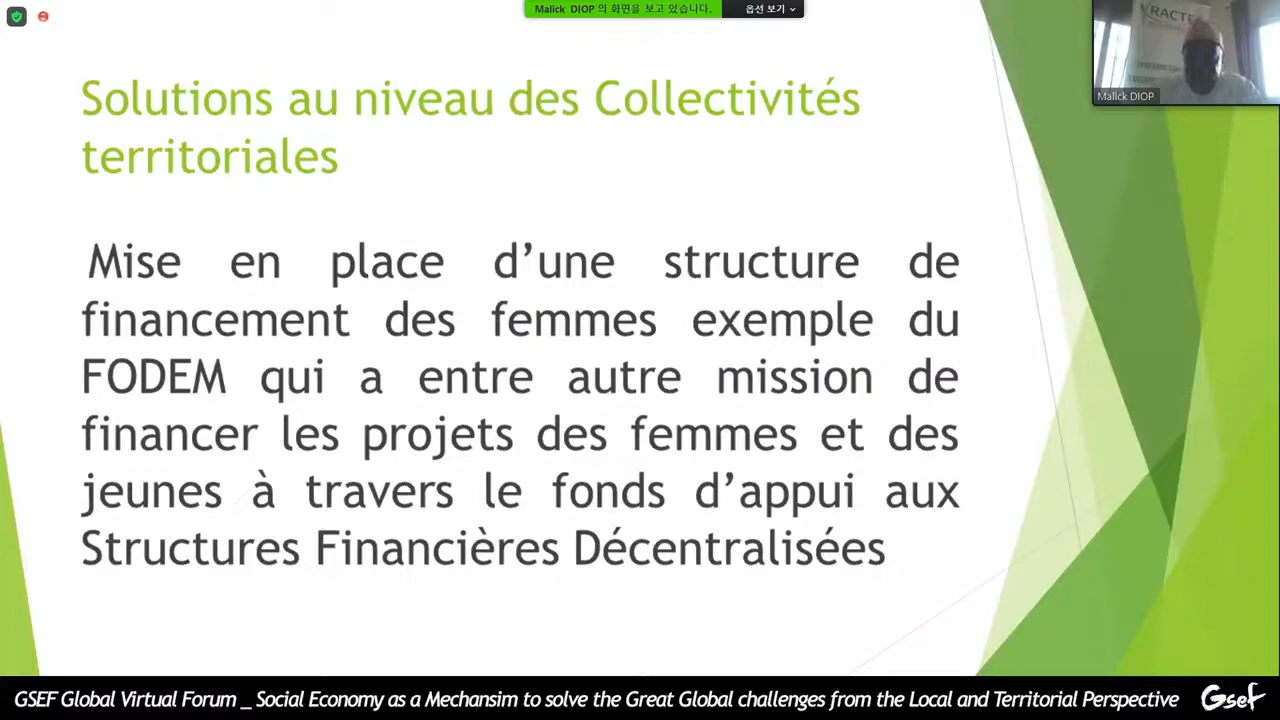 Malick DIOP 의 화면을 보고 있습니다.
옵션 보기
Malick DIOP
Solutions au niveau des Collectivités
territoriales
Mise en place d’une structure de
financement des femmes exemple du
FODEM qui a entre autre mission de
financer les projets des femmes et des
jeunes à travers le fonds d’appui aux
Structures Financières Décentralisées
GSEF Global Virtual Forum _ Social Economy as a Mechansim to solve the Great Global challenges from the Local and Territorial Perspective
Gsef